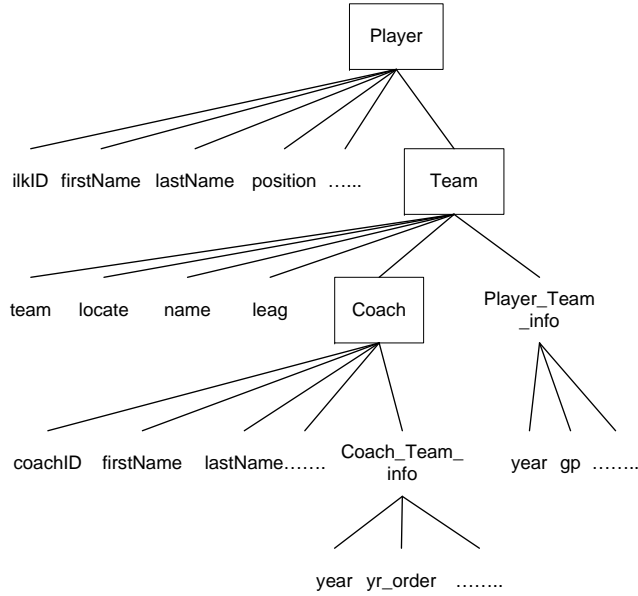 Player
ilkID firstName lastName position ......
Team
team locate name leag
Coach
Player_Team
_info
coachID firstName lastName.......
Coach_Team_
info
year gp ........
year yr_order ........